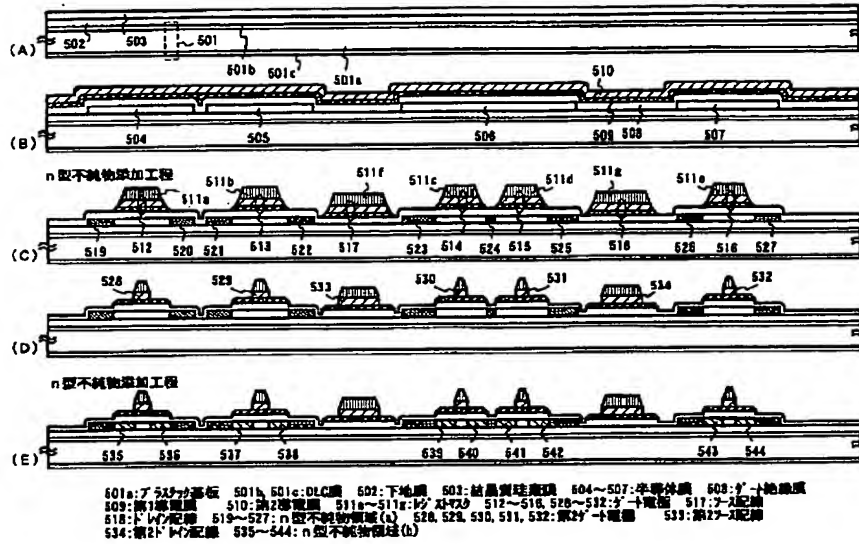 502 503 501 501b 501c 501a
(A)
510
504 505 506 509 508 507
(B)
n型不純物添加工程
511a 511b 511f 511c 511d 511g 511e
519 512 520 521 513 522 517 523 514 524 515 525 518 526 516 527
(C)
528 529 533 530 531 534 532
(D)
n型不純物添加工程
535 536 537 538 539 540 541 542 543 544
(E)
501a:プラスチック基板 501b, 501c:DLC膜 502:下地膜 503:結晶質珪素膜 504~507:半導体膜 508:ゲート絶縁膜
509:第1導電膜 510:第2導電膜 511a~511g:レジストマスク 512~516, 528~532:ゲート電極 517:ソース配線
518:ドレイン配線 519~527:n型不純物領域(a) 528, 529, 530, 531, 532:第2ゲート電極 533:第2ソース配線
534:第2ドレイン配線 535~544:n型不純物領域(b)